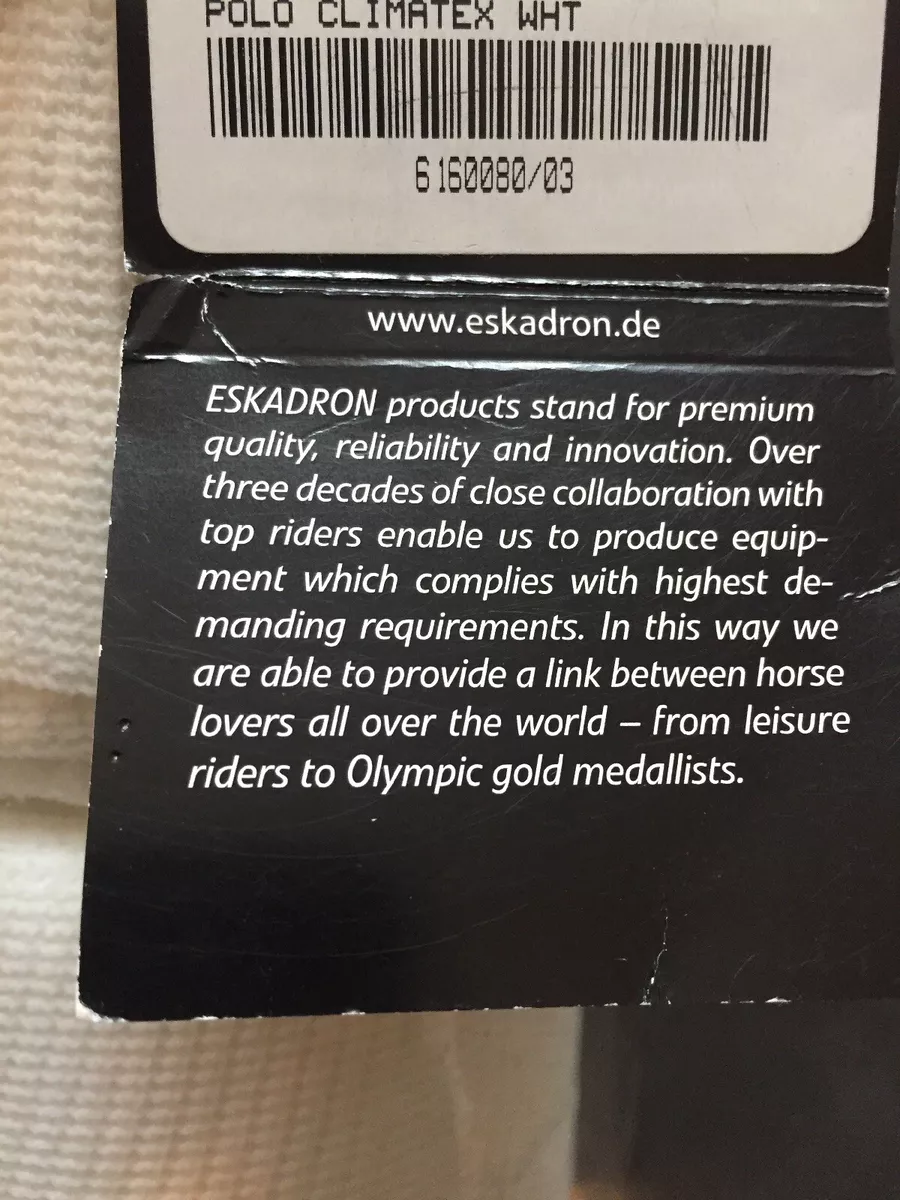 POLO CLIMATEX WHT
6160080/03
www.eskadron.de
ESKADRON products stand for premium
quality, reliability and innovation. Over
three decades of close collaboration with
top riders enable us to produce equip-
ment which complies with highest de-
manding requirements. In this way we
are able to provide a link between horse
lovers all over the world – from leisure
riders to Olympic gold medallists.